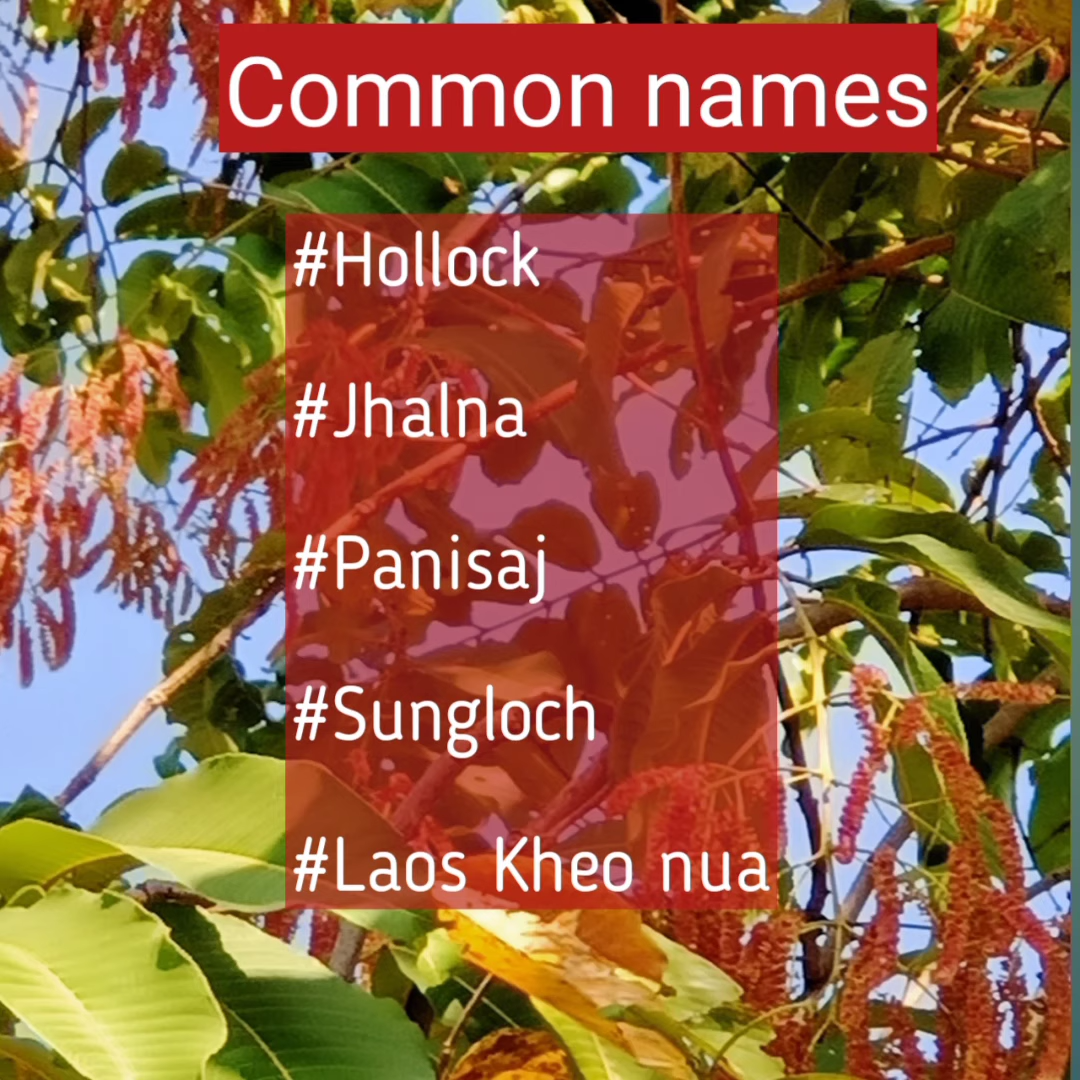 Common names
#Hollock
#Jhalna
#Panisaj
#Sungloch
#Laos Kheo nua